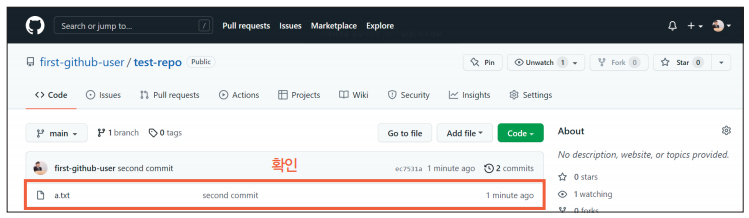 Search or jump to... / Pull requests Issues Marketplace Explore
first-github-user / test-repo Public Pin Unwatch 1 Fork 0 Star 0
<> Code Issues Pull requests Actions Projects Wiki Security Insights Settings
main 1 branch 0 tags Go to file Add file Code About
No description, website, or topics provided.
first-github-user second commit 확인 ec7531a 1 minute ago 2 commits
0 stars
a.txt second commit 1 minute ago
1 watching
0 forks